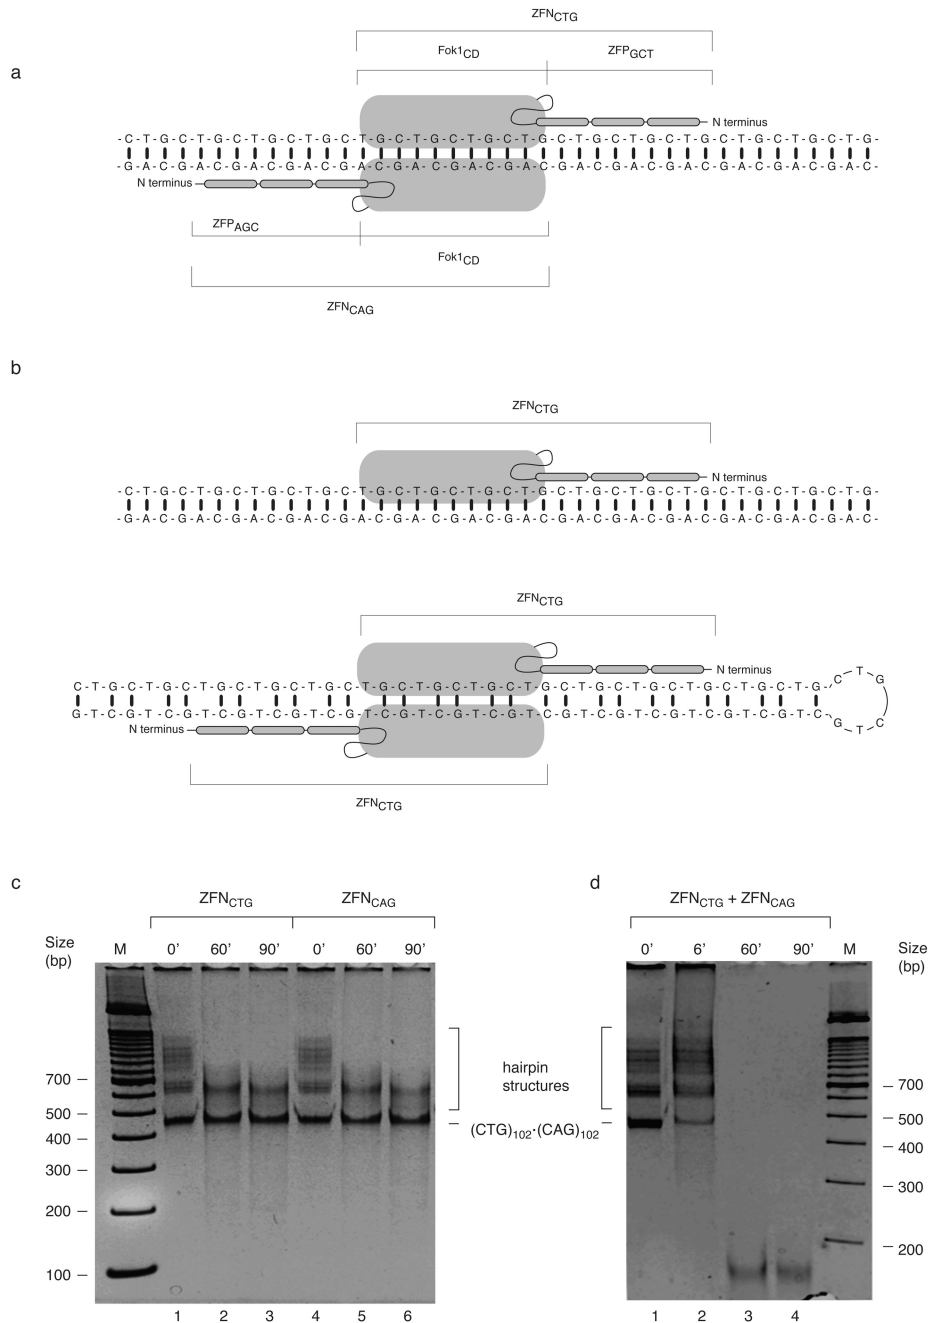 a
ZFN_CTG
Fok1_CD ZFP_GCT
N terminus
-C-T-G-C-T-G-C-T-G-C-T-G-C-T-G-C-T-G-C-T-G-C-T-G-C-T-G-C-T-G-C-T-G-C-T-G-C-T-G-C-T-G-
-G-A-C-G-A-C-G-A-C-G-A-C-G-A-C-G-A-C-G-A-C-G-A-C-G-A-C-G-A-C-G-A-C-G-A-C-G-A-C-G-A-C-
N terminus
ZFP_AGC
Fok1_CD
ZFN_CAG
b
ZFN_CTG
N terminus
-C-T-G-C-T-G-C-T-G-C-T-G-C-T-G-C-T-G-C-T-G-C-T-G-C-T-G-C-T-G-C-T-G-C-T-G-C-T-G-C-T-G-
-G-A-C-G-A-C-G-A-C-G-A-C-G-A-C-G-A-C-G-A-C-G-A-C-G-A-C-G-A-C-G-A-C-G-A-C-G-A-C-G-A-C-
ZFN_CTG
N terminus
C-T-G-C-T-G-C-T-G-C-T-G-C-T-G-C-T-G-C-T-G-C-T-G-C-T-G-C-T-G-C-T-G-C-T-G-C-T-G-C-T-G-C-T-G
G-T-C-G-T-C-G-T-C-G-T-C-G-T-C-G-T-C-G-T-C-G-T-C-G-T-C-G-T-C-G-T-C-G-T-C-G-T-C-G-T-C-G-T-C
N terminus
ZFN_CTG
c
ZFN_CTG ZFN_CAG
Size (bp) M 0' 60' 90' 0' 60' 90'
700
500
400
300
200
100
1 2 3 4 5 6
hairpin
structures
(CTG)_102·(CAG)_102
d
ZFN_CTG + ZFN_CAG
0' 6' 60' 90' M Size (bp)
700
500
400
300
200
1 2 3 4